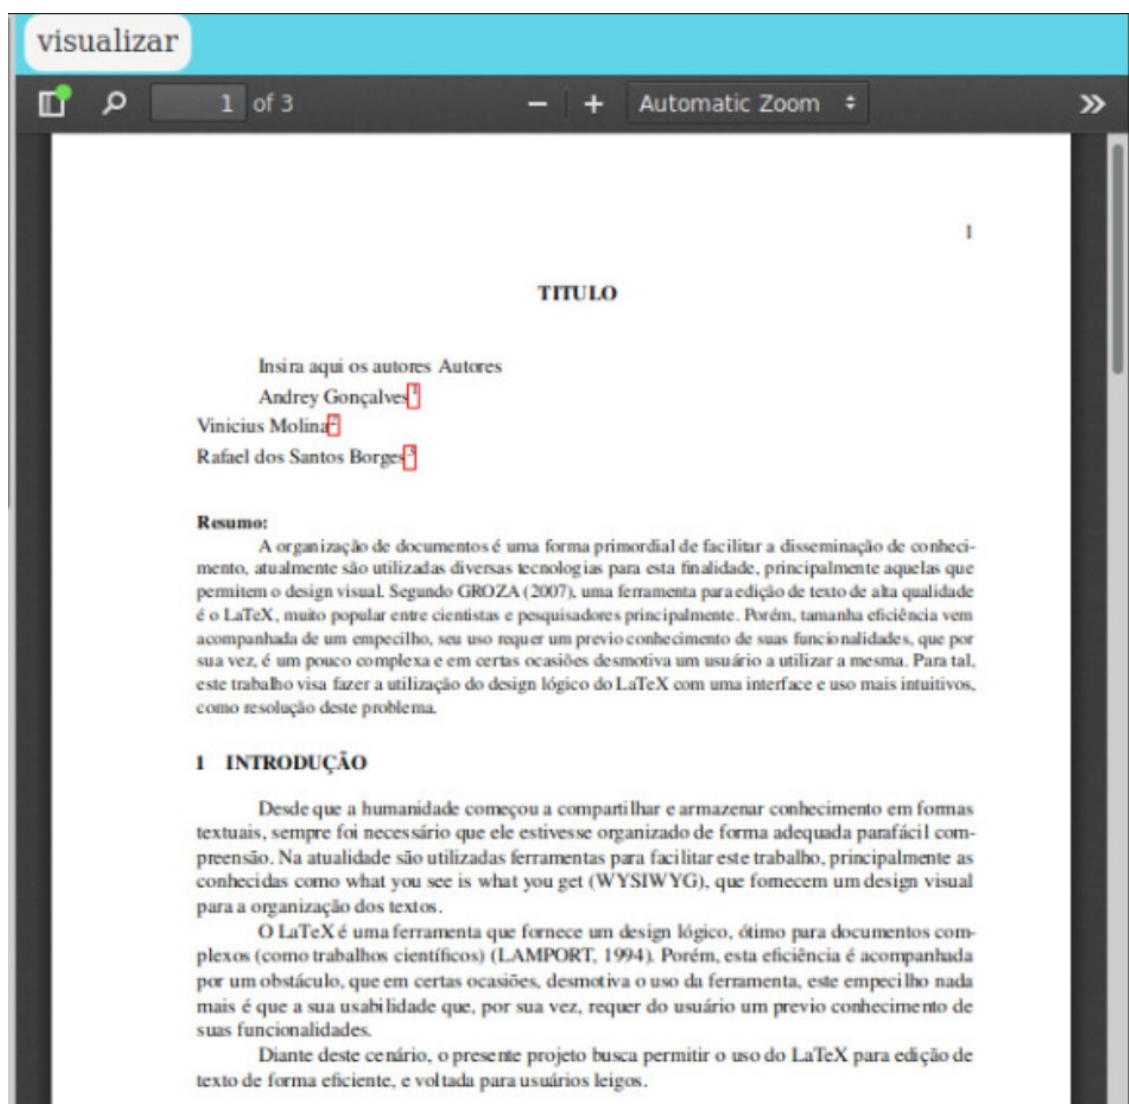 visualizar
1 of 3
Automatic Zoom
1
TITULO
Insira aqui os autores Autores
Andrey Gonçalves1
Vinicius Molina2
Rafael dos Santos Borges3
Resumo:
A organização de documentos é uma forma primordial de facilitar a disseminação de conheci-
mento, atualmente são utilizadas diversas tecnologias para esta finalidade, principalmente aquelas que
permitem o design visual. Segundo GROZA (2007), uma ferramenta para edição de texto de alta qualidade
é o LaTeX, muito popular entre cientistas e pesquisadores principalmente. Porém, tamanha eficiência vem
acompanhada de um empecilho, seu uso requer um previo conhecimento de suas funcionalidades, que por
sua vez, é um pouco complexa e em certas ocasiões desmotiva um usuário a utilizar a mesma. Para tal,
este trabalho visa fazer a utilização do design lógico do LaTeX com uma interface e uso mais intuitivos,
como resolução deste problema.
1 INTRODUÇÃO
Desde que a humanidade começou a compartilhar e armazenar conhecimento em formas
textuais, sempre foi necessário que ele estivesse organizado de forma adequada parafácil com-
preensão. Na atualidade são utilizadas ferramentas para facilitar este trabalho, principalmente as
conhecidas como what you see is what you get (WYSIWYG), que fornecem um design visual
para a organização dos textos.
O LaTeX é uma ferramenta que fornece um design lógico, ótimo para documentos com-
plexos (como trabalhos científicos) (LAMPORT, 1994). Porém, esta eficiência é acompanhada
por um obstáculo, que em certas ocasiões, desmotiva o uso da ferramenta, este empecilho nada
mais é que a sua usabilidade que, por sua vez, requer do usuário um previo conhecimento de
suas funcionalidades.
Diante deste cenário, o presente projeto busca permitir o uso do LaTeX para edição de
texto de forma eficiente, e voltada para usuários leigos.